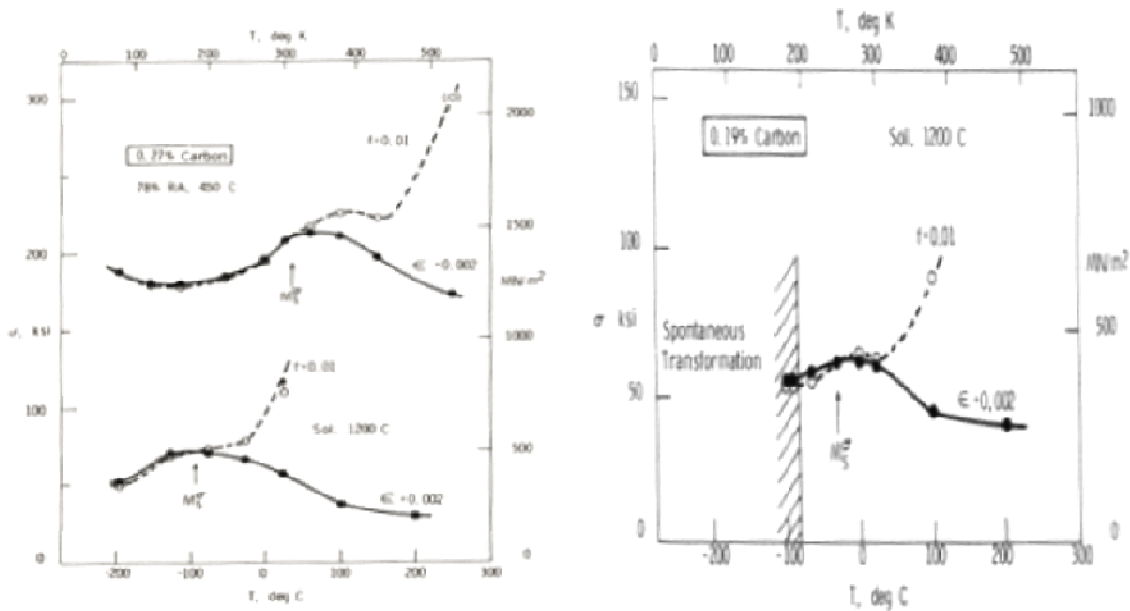 T, deg K
0 100 200 300 400 500
300
200
100
0
ksi
2000
1500
MN/m²
1000
500
0
0.27% Carbon
78% RA, 450 C
f=0.01
∈ -0.002
f=0.01
Sol. 1200 C
∈ -0.002
-200 -100 0 100 200 300
T, deg C
T, deg K
0 100 200 300 400 500
150
100
σ ksi
50
0
1000
MN/m²
500
0
0.19% Carbon
Sol. 1200 C
f=0.01
Spontaneous
Transformation
∈ -0,002
-200 -100 0 100 200 300
T, deg C